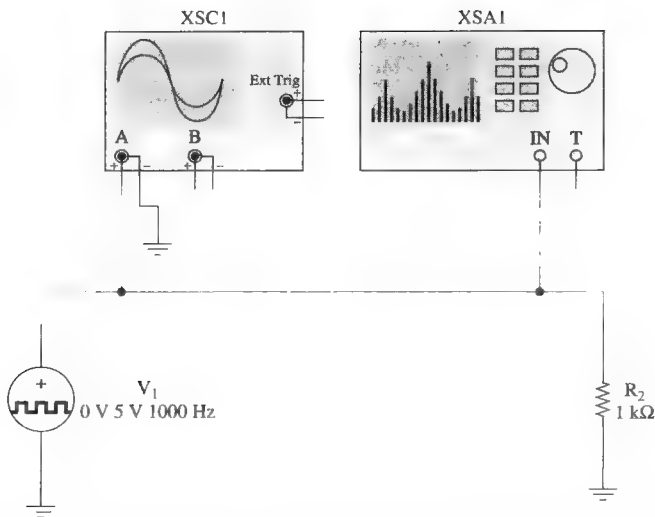 XSC1
XSA1
Ext Trig
+
−
A
B
IN
T
+
−
+
−
+
V1
0 V 5 V 1000 Hz
R2
1 kΩ